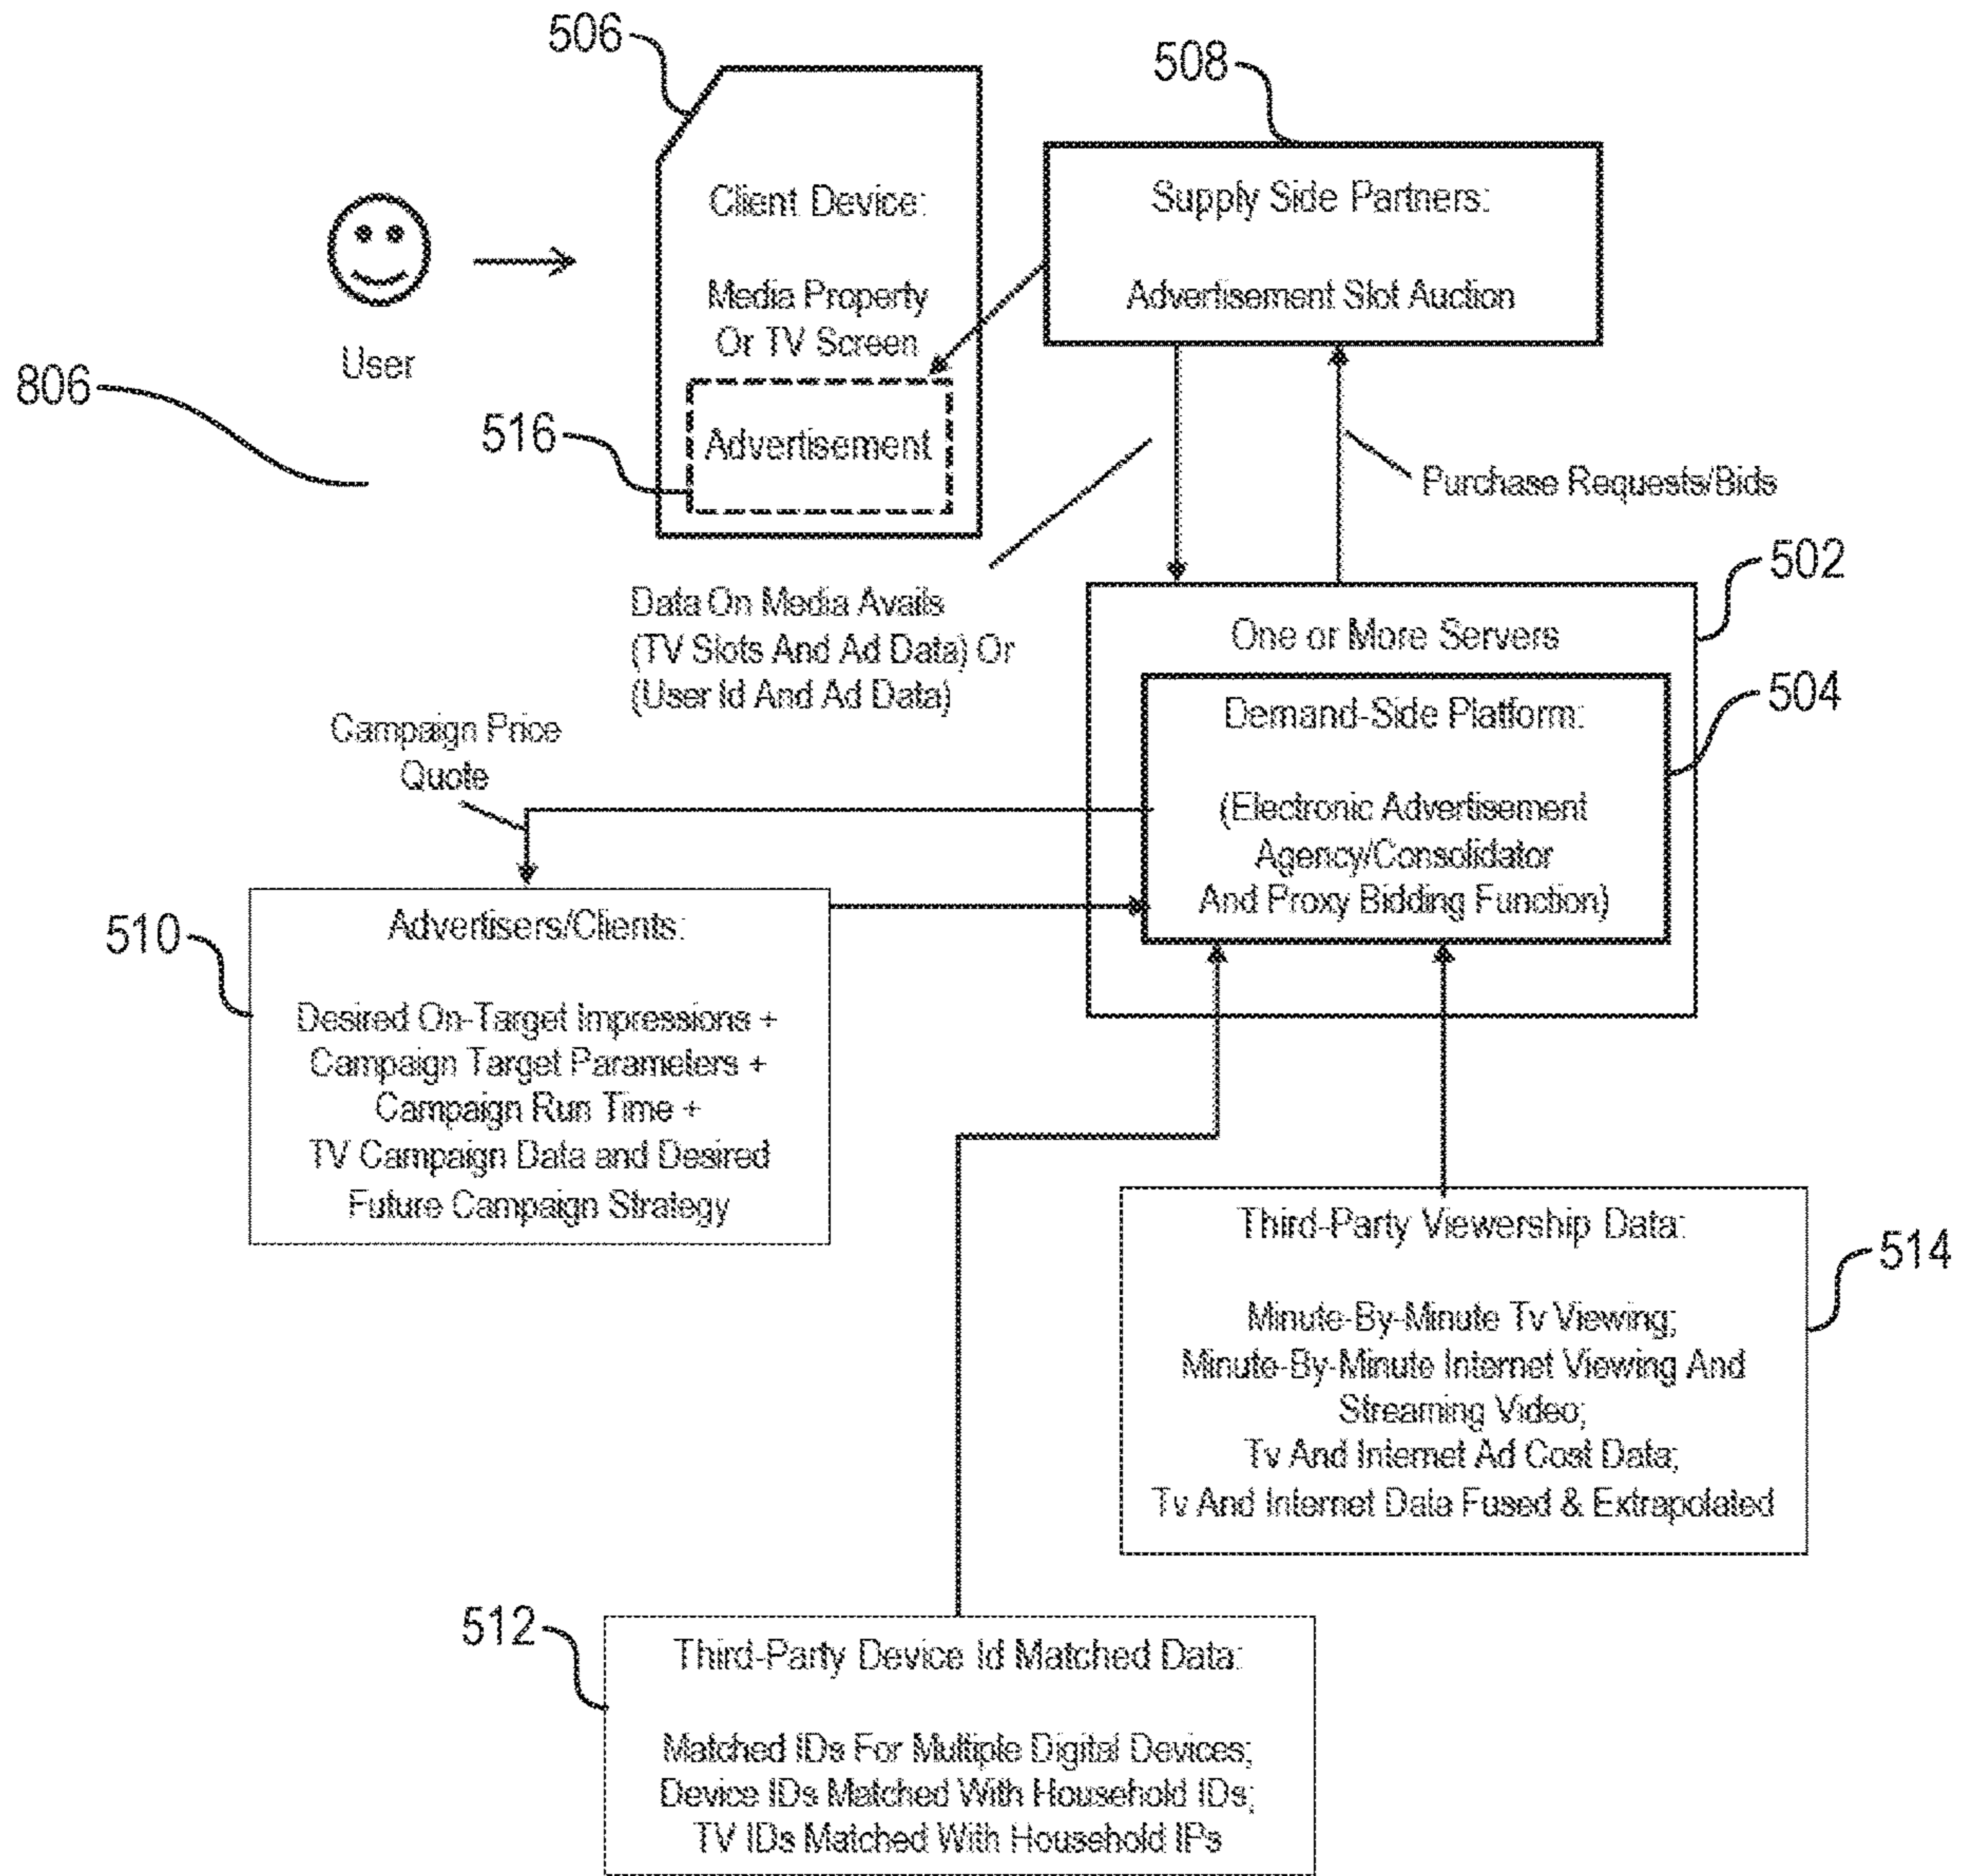 506
508
Client Device:
Media Property
Or TV Screen
Supply Side Partners:
Advertisement Slot Auction
User
806
516
Advertisement
Purchase Requests/Bids
502
Data On Media Avails
(TV Slots And Ad Data) Or
(User Id And Ad Data)
One or More Servers
504
Demand-Side Platform:
(Electronic Advertisement
Agency/Consolidator
And Proxy Bidding Function)
Campaign Price
Quote
510
Advertisers/Clients:
Desired On-Target Impressions +
Campaign Target Parameters +
Campaign Run Time +
TV Campaign Data and Desired
Future Campaign Strategy
Third-Party Viewership Data:
514
Minute-By-Minute Tv Viewing;
Minute-By-Minute Internet Viewing And
Streaming Video;
Tv And Internet Ad Cost Data;
Tv And Internet Data Fused & Extrapolated
512
Third-Party Device Id Matched Data:
Matched IDs For Multiple Digital Devices;
Device IDs Matched With Household IDs;
TV IDs Matched With Household IPs